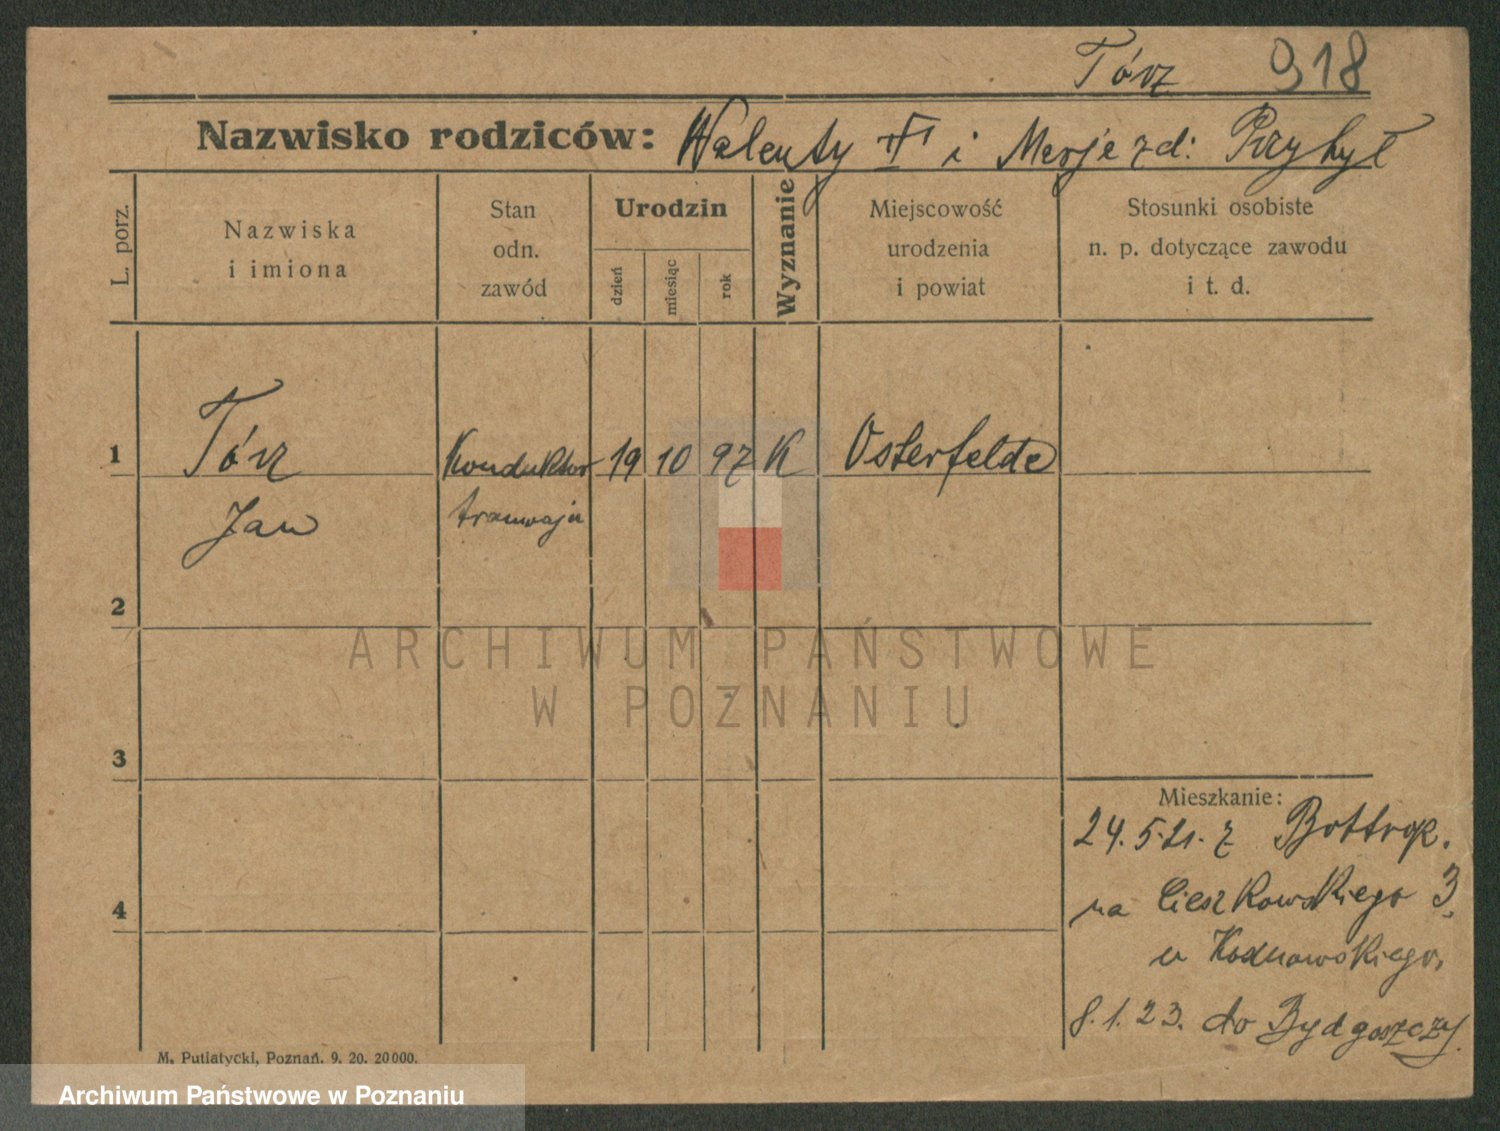 Tórz 918
Nazwisko rodziców: Walenty i Marje zd: Przybył
L. porz.
Nazwiska
i imiona
Stan
odn.
zawód
Urodzin
dzień
miesiąc
rok
Wyznanie
Miejscowość
urodzenia
i powiat
Stosunki osobiste
n. p. dotyczące zawodu
i t. d.
1 Tórz Konduktor 19 10 97 K Osterfelde
Jan tramwaju
2
3
Mieszkanie:
24.5.21. z Bottrop.
na Cieszkowskiego 3.
4
u Kodnowskiego.
8.1.23. do Bydgoszczy.
M. Putiatycki, Poznań. 9. 20. 20000.
ARCHIWUM PAŃSTWOWE
W POZNANIU
Archiwum Państwowe w Poznaniu